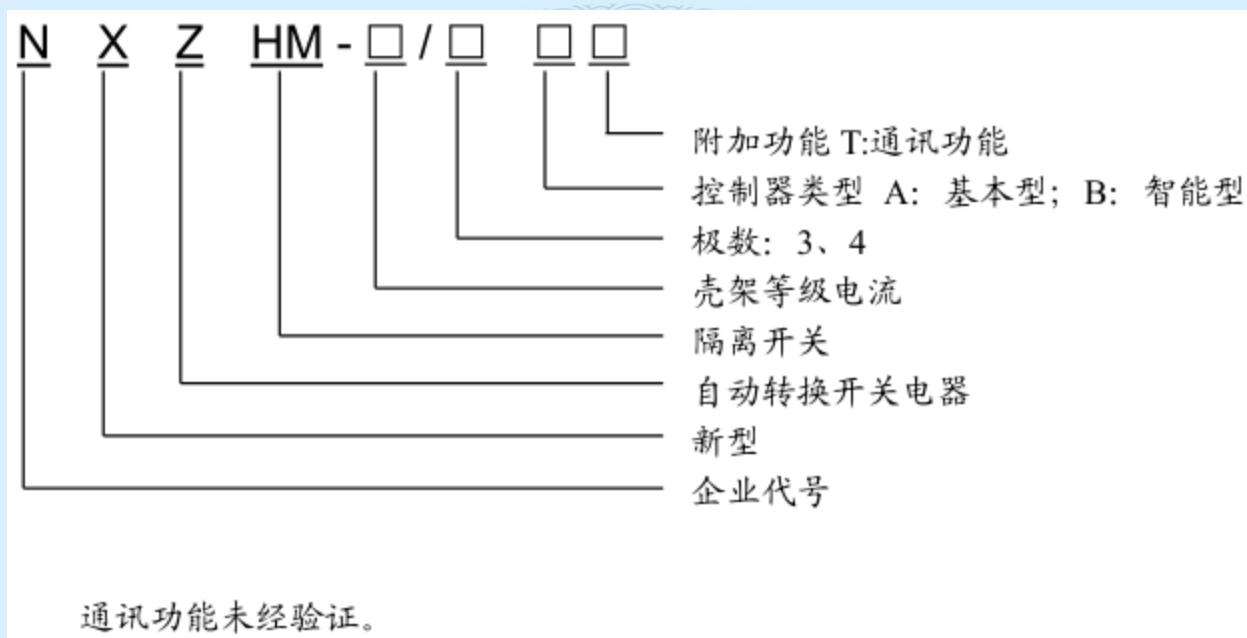 N X Z HM - □ / □ □ □
附加功能 T:通讯功能
控制器类型 A: 基本型; B: 智能型
极数: 3、4
壳架等级电流
隔离开关
自动转换开关电器
新型
企业代号
通讯功能未经验证。